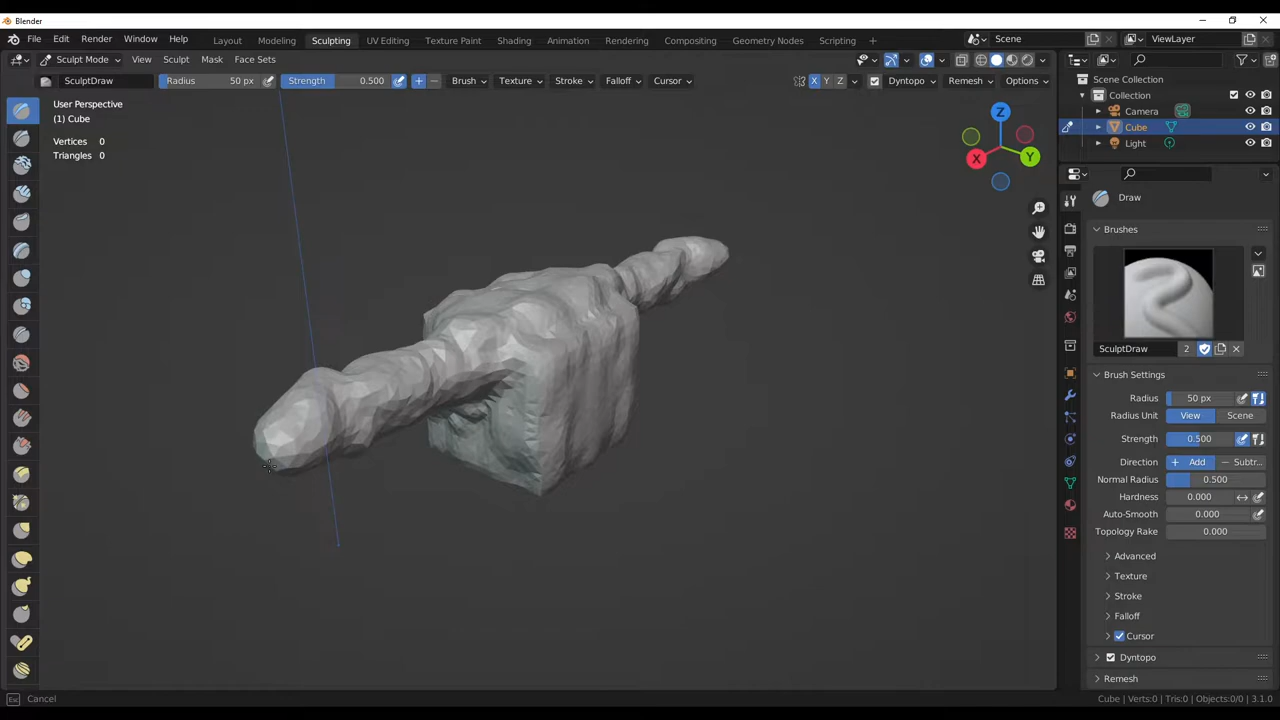 Blender
File Edit Render Window Help
Layout Modeling Sculpting UV Editing Texture Paint Shading Animation Rendering Compositing Geometry Nodes Scripting +
Scene
ViewLayer
Sculpt Mode View Sculpt Mask Face Sets
SculptDraw Radius 50 px Strength 0.500 + − Brush Texture Stroke Falloff Cursor X Y Z Dyntopo Remesh Options
User Perspective
(1) Cube
Vertices 0
Triangles 0
Z
X
Y
Scene Collection
Collection
Camera
Cube
Light
Draw
Brushes
SculptDraw 2
Brush Settings
Radius 50 px
Radius Unit View Scene
Strength 0.500
Direction + Add − Subtr...
Normal Radius 0.500
Hardness 0.000
Auto-Smooth 0.000
Topology Rake 0.000
Advanced
Texture
Stroke
Falloff
Cursor
Dyntopo
Remesh
Esc Cancel
Cube | Verts:0 | Tris:0 | Objects:0/0 | 3.1.0